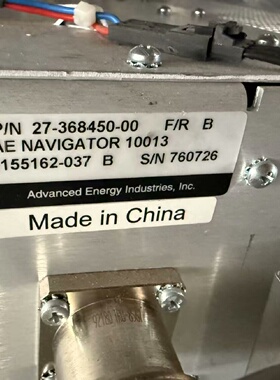 P/N 27-368450-00 F/R B
AE NAVIGATOR 10013
155162-037 B S/N 760726
Advanced Energy Industries, Inc.
Made in China